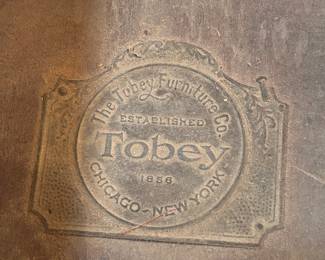 The Tobey Furniture Co.
ESTABLISHED
Tobey
1856
CHICAGO - NEW YORK